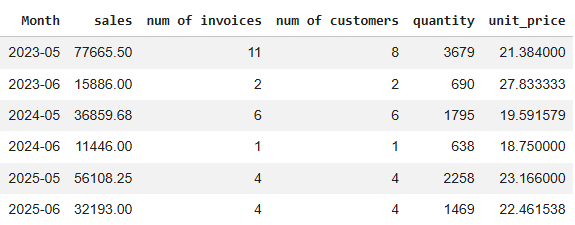 Month sales num of invoices num of customers quantity unit_price
2023-05 77665.50 11 8 3679 21.384000
2023-06 15886.00 2 2 690 27.833333
2024-05 36859.68 6 6 1795 19.591579
2024-06 11446.00 1 1 638 18.750000
2025-05 56108.25 4 4 2258 23.166000
2025-06 32193.00 4 4 1469 22.461538